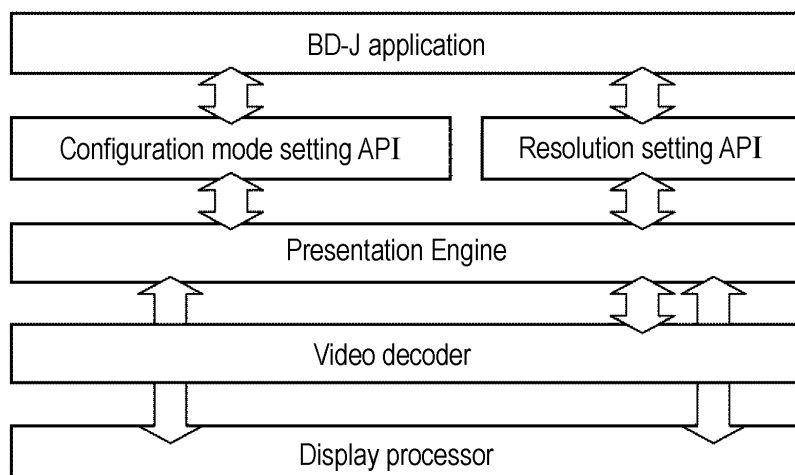 BD-J application
Configuration mode setting API
Resolution setting API
Presentation Engine
Video decoder
Display processor